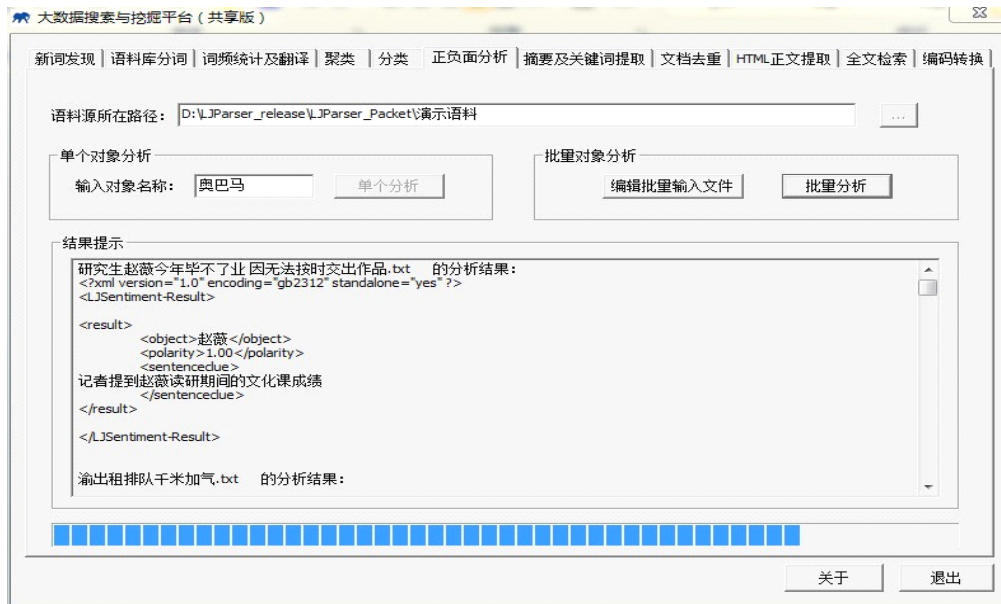 大数据搜索与挖掘平台（共享版）
新词发现 语料库分词 词频统计及翻译 聚类 分类 正负面分析 摘要及关键词提取 文档去重 HTML正文提取 全文检索 编码转换
语料源所在路径： D:\LJParser_release\LJParser_Packet\演示语料 ...
单个对象分析 批量对象分析
输入对象名称： 奥巴马 单个分析 编辑批量输入文件 批量分析
结果提示
研究生赵薇今年毕不了业 因无法按时交出作品.txt 的分析结果：
<?xml version="1.0" encoding="gb2312" standalone="yes" ?>
<LJSentiment-Result>
<result>
<object>赵薇</object>
<polarity>1.00</polarity>
<sentenceclue>
记者提到赵薇读研期间的文化课成绩
</sentenceclue>
</result>
</LJSentiment-Result>
渝出租排队千米加气.txt 的分析结果：
关于 退出